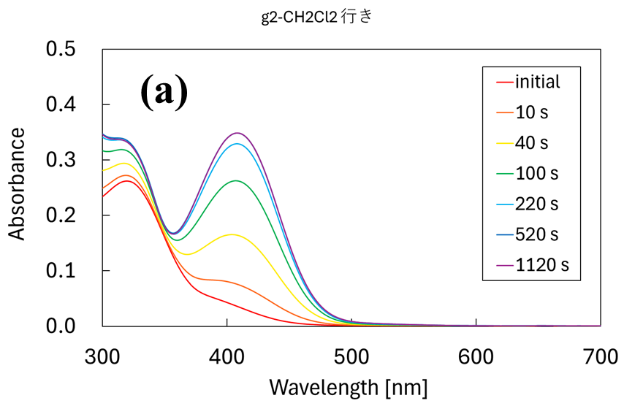 g2-CH2Cl2 行き
(a)
Absorbance
0.5
0.4
0.3
0.2
0.1
0.0
300
400
500
600
700
Wavelength [nm]
initial
10 s
40 s
100 s
220 s
520 s
1120 s